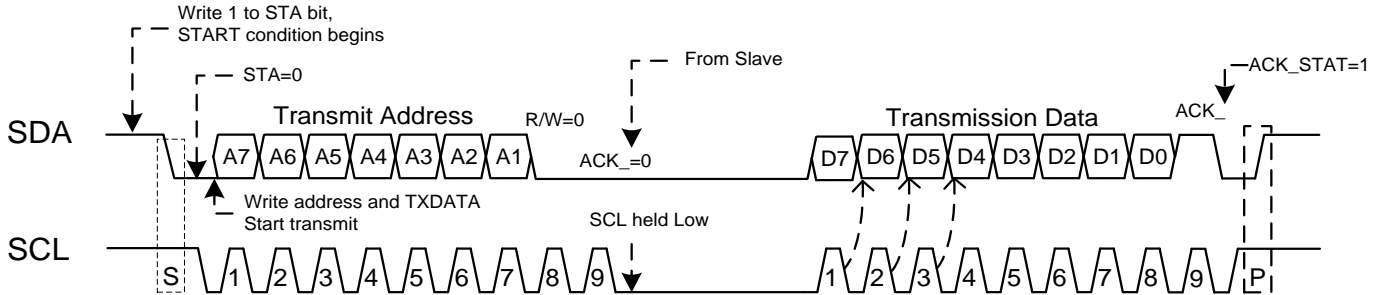 Write 1 to STA bit,
START condition begins
STA=0
From Slave
ACK_STAT=1
Transmit Address
R/W=0
Transmission Data
ACK_
SDA
A7 A6 A5 A4 A3 A2 A1
ACK_=0
D7 D6 D5 D4 D3 D2 D1 D0
Write address and TXDATA
Start transmit
SCL held Low
SCL
S 1 2 3 4 5 6 7 8 9 1 2 3 4 5 6 7 8 9 P